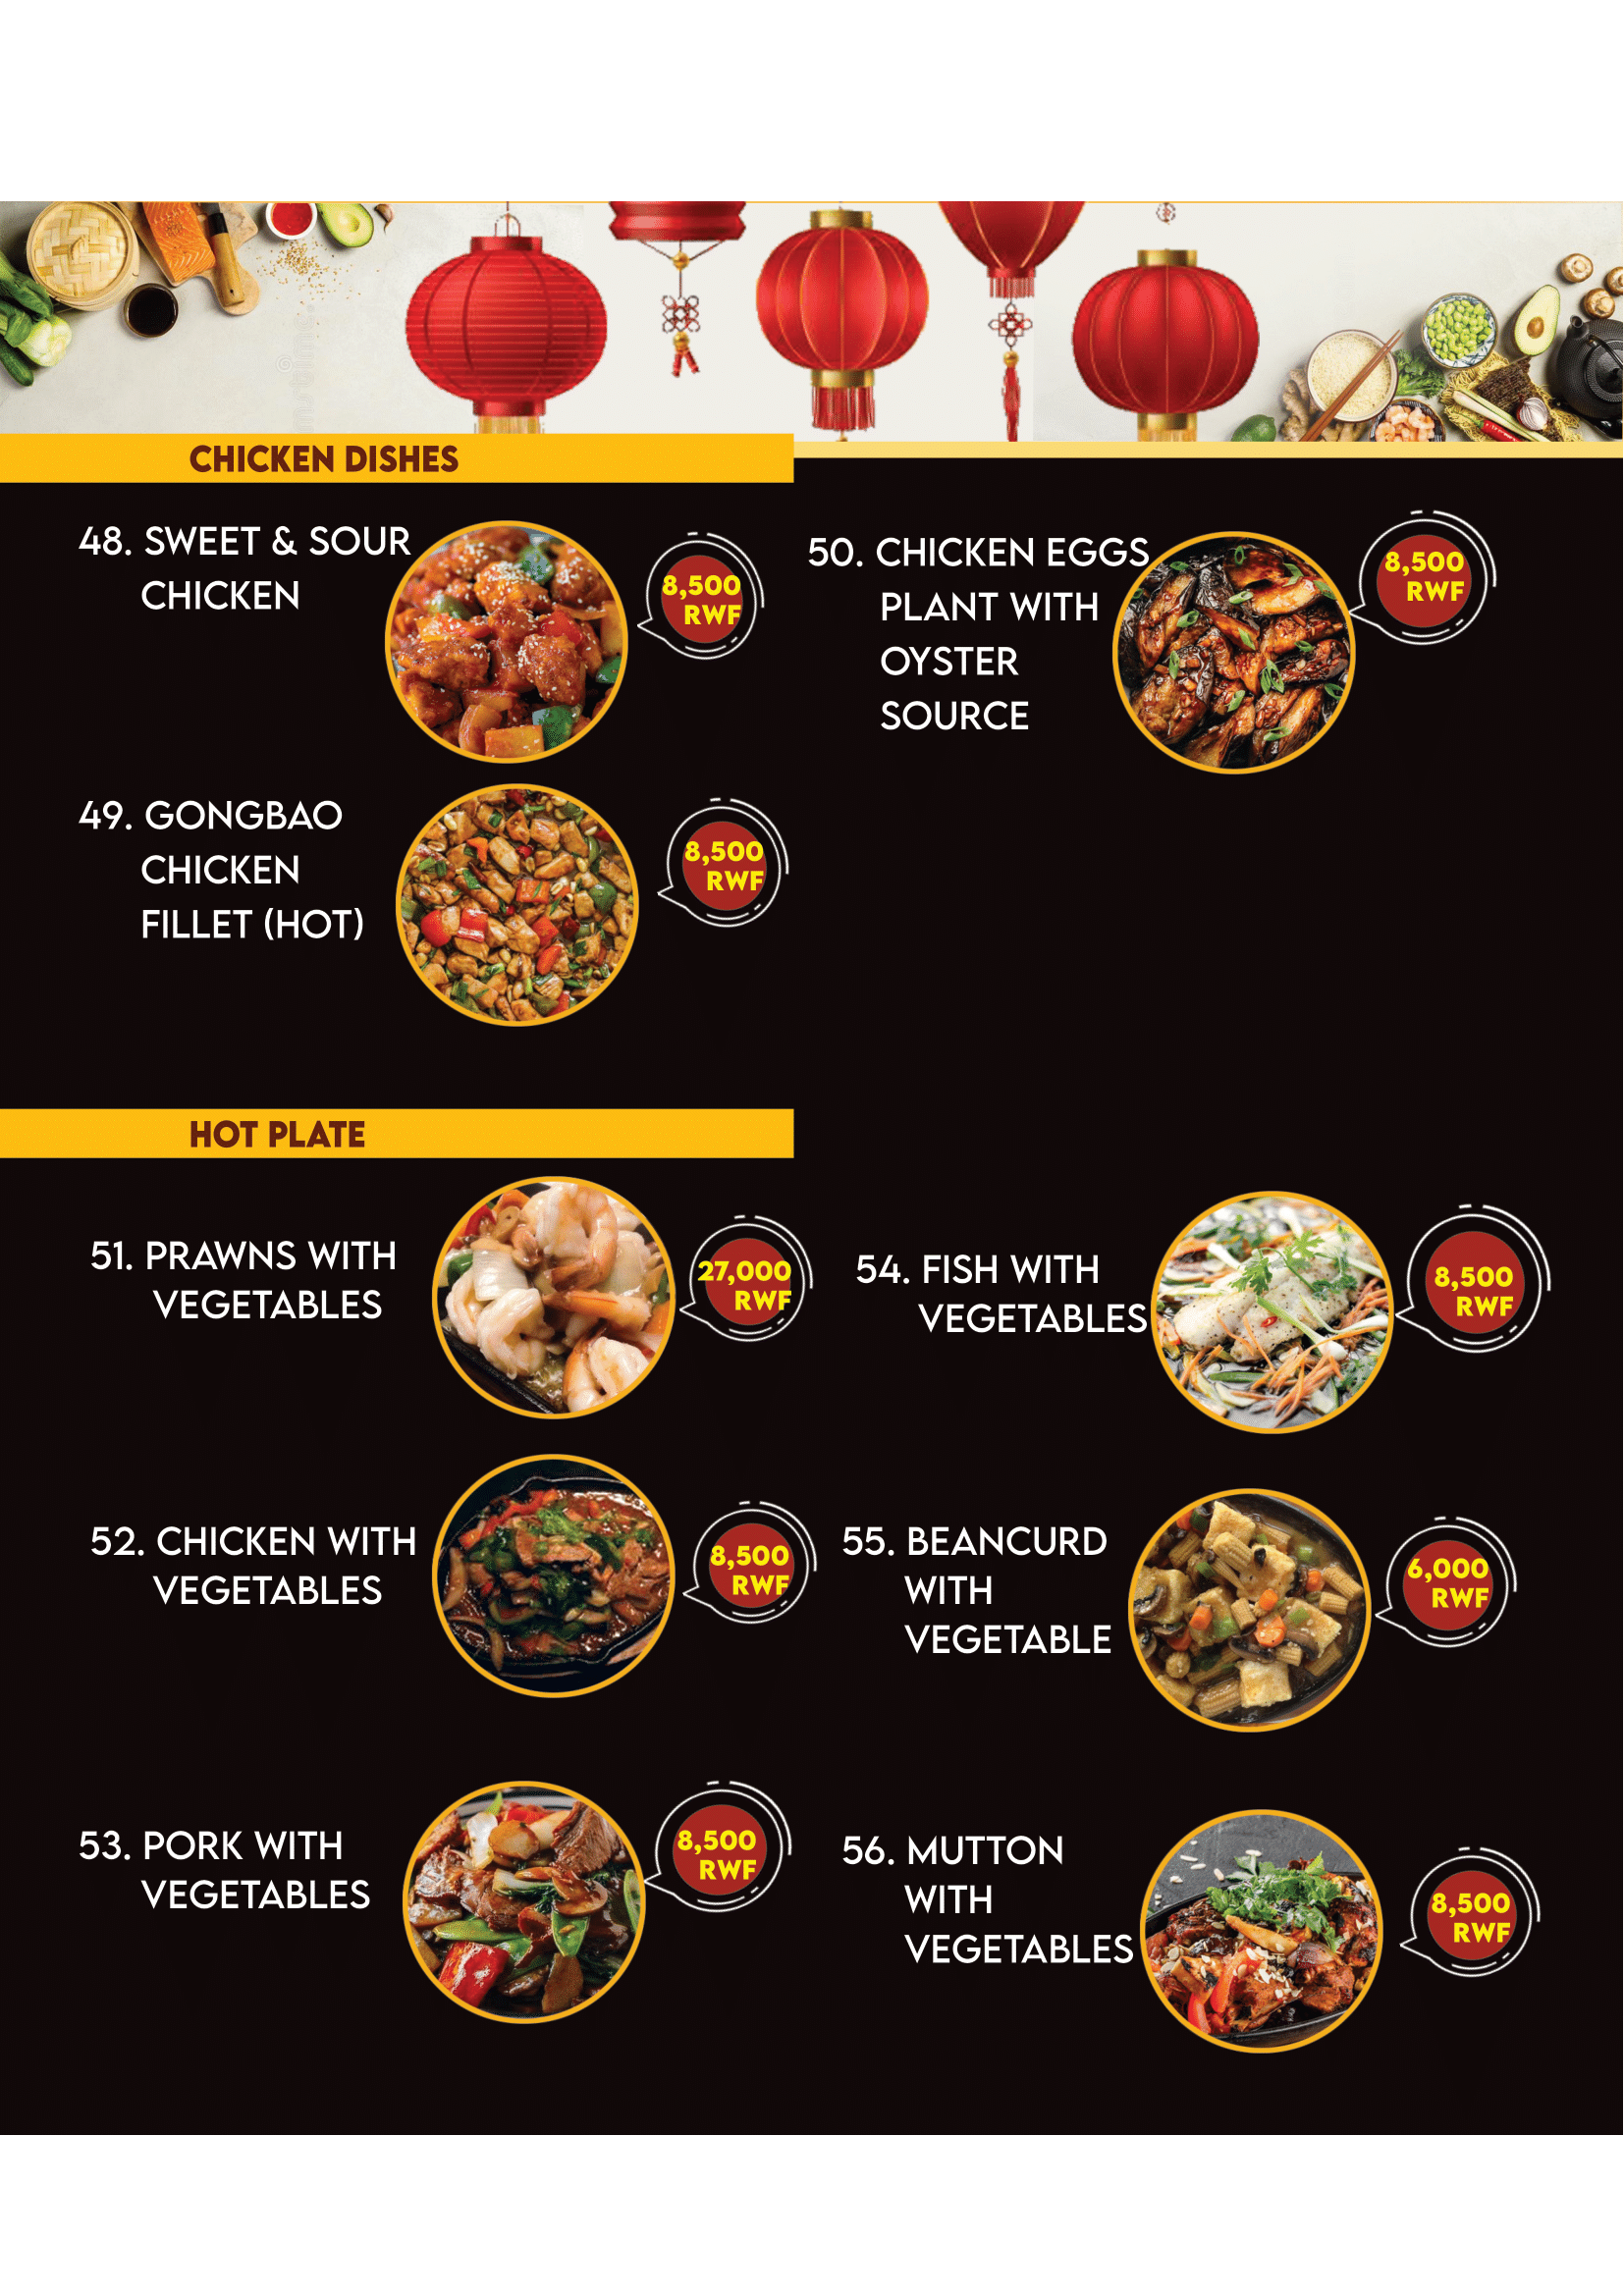 CHICKEN DISHES
48. SWEET & SOUR
CHICKEN
8,500
RWF
49. GONGBAO
CHICKEN
FILLET (HOT)
8,500
RWF
50. CHICKEN EGGS
PLANT WITH
OYSTER
SOURCE
8,500
RWF
HOT PLATE
51. PRAWNS WITH
VEGETABLES
27,000
RWF
52. CHICKEN WITH
VEGETABLES
8,500
RWF
53. PORK WITH
VEGETABLES
8,500
RWF
54. FISH WITH
VEGETABLES
8,500
RWF
55. BEANCURD
WITH
VEGETABLE
6,000
RWF
56. MUTTON
WITH
VEGETABLES
8,500
RWF